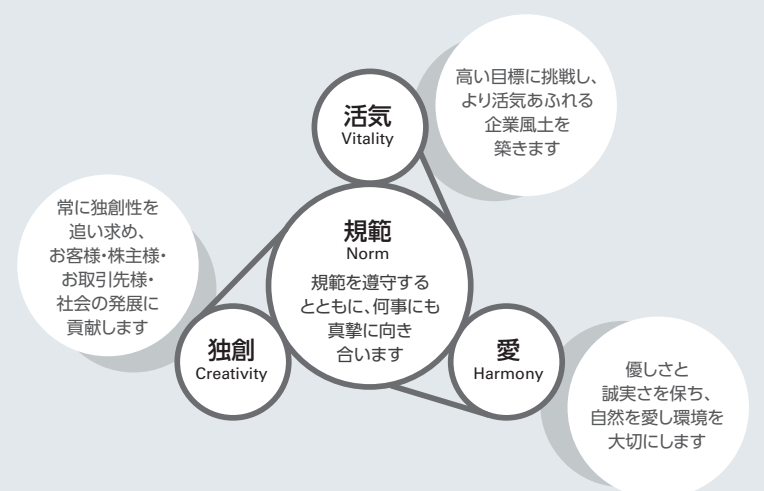 活気
Vitality
高い目標に挑戦し、
より活気あふれる
企業風土を
築きます
規範
Norm
規範を遵守する
とともに、何事にも
真摯に向き
合います
常に独創性を
追い求め、
お客様・株主様・
お取引先様・
社会の発展に
貢献します
独創
Creativity
愛
Harmony
優しさと
誠実さを保ち、
自然を愛し環境を
大切にします